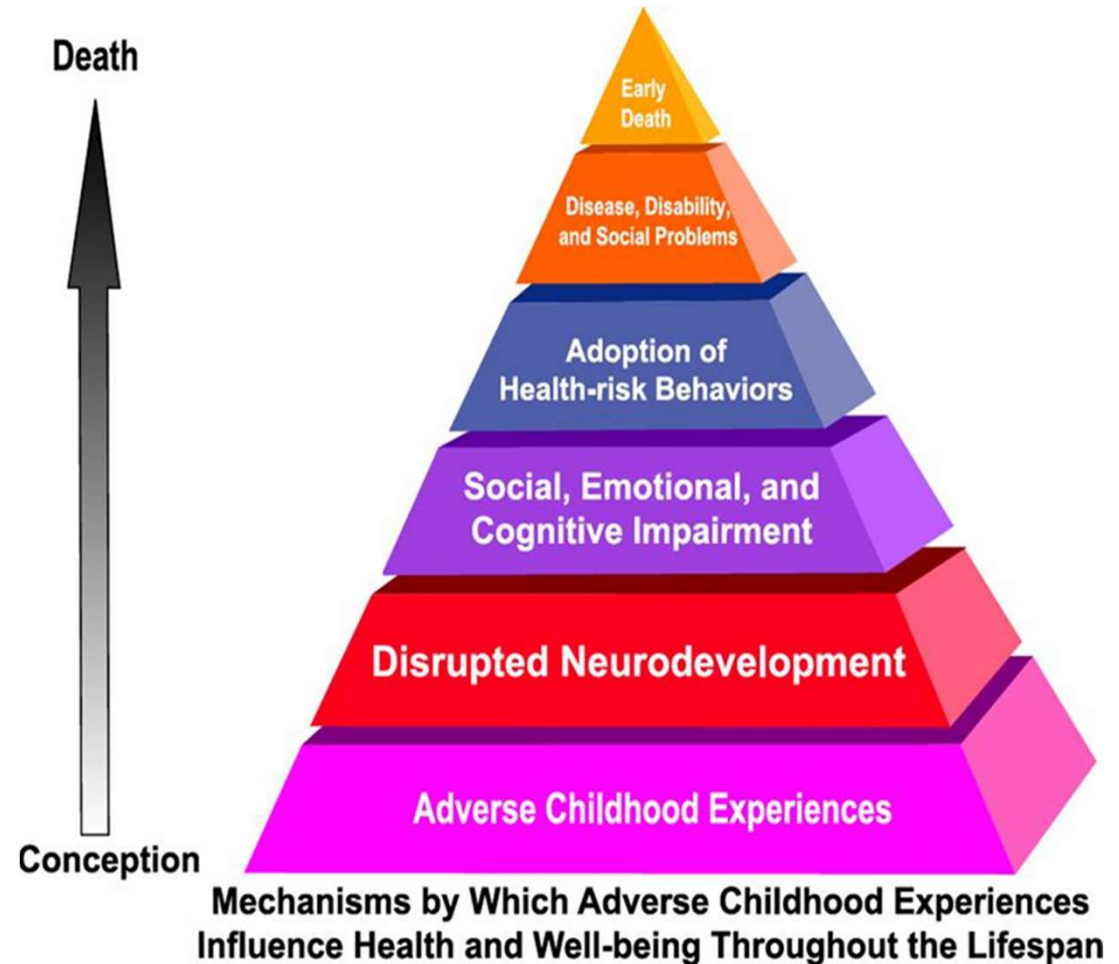 Death
Early
Death
Disease, Disability,
and Social Problems
Adoption of
Health-risk Behaviors
Social, Emotional, and
Cognitive Impairment
Disrupted Neurodevelopment
Adverse Childhood Experiences
Conception
Mechanisms by Which Adverse Childhood Experiences
Influence Health and Well-being Throughout the Lifespan